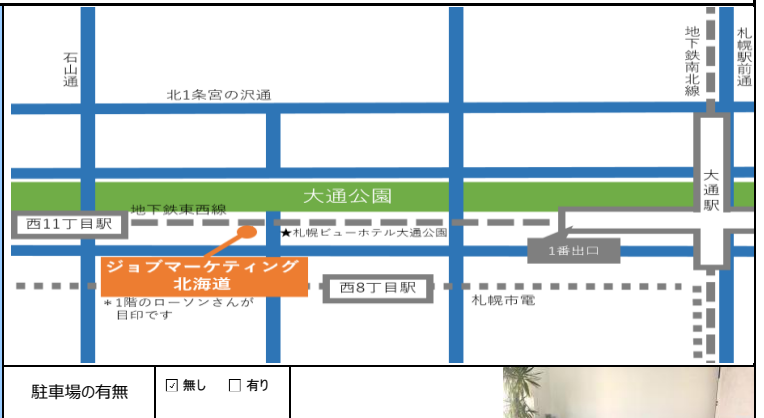 石山通
地下鉄南北線
札幌駅前通
北1条宮の沢通
大通公園
大通駅
地下鉄東西線
西11丁目駅
★札幌ビューホテル大通公園
1番出口
ジョブマーケティング
北海道
西8丁目駅
*1階のローソンさんが
目印です
札幌市電
駐車場の有無
☑ 無し ☐ 有り